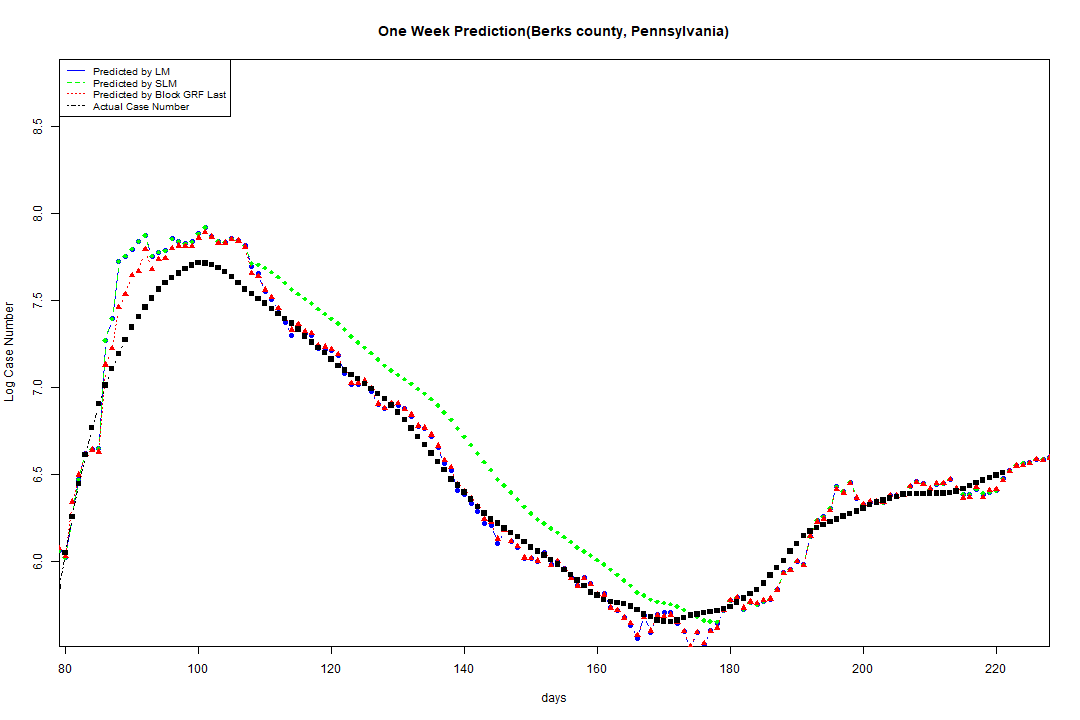 One Week Prediction(Berks county, Pennsylvania)
Predicted by LM
Predicted by SLM
Predicted by Block GRF Last
Actual Case Number
Log Case Number
8.5
8.0
7.5
7.0
6.5
6.0
80 100 120 140 160 180 200 220
days